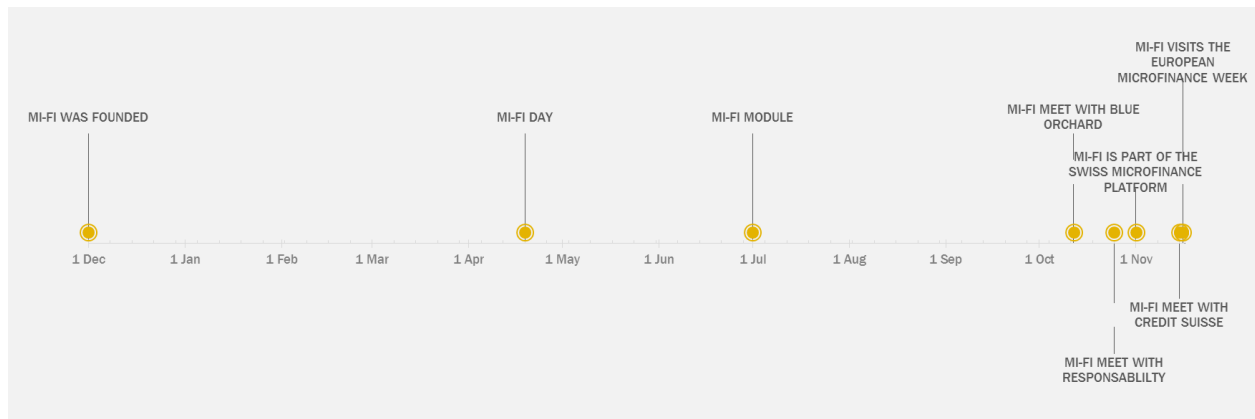 MI-FI VISITS THE
EUROPEAN
MICROFINANCE WEEK
MI-FI WAS FOUNDED
MI-FI DAY
MI-FI MODULE
MI-FI MEET WITH BLUE
ORCHARD
MI-FI IS PART OF THE
SWISS MICROFINANCE
PLATFORM
1 Dec
1 Jan
1 Feb
1 Mar
1 Apr
1 May
1 Jun
1 Jul
1 Aug
1 Sep
1 Oct
1 Nov
MI-FI MEET WITH
CREDIT SUISSE
MI-FI MEET WITH
RESPONSABLILTY